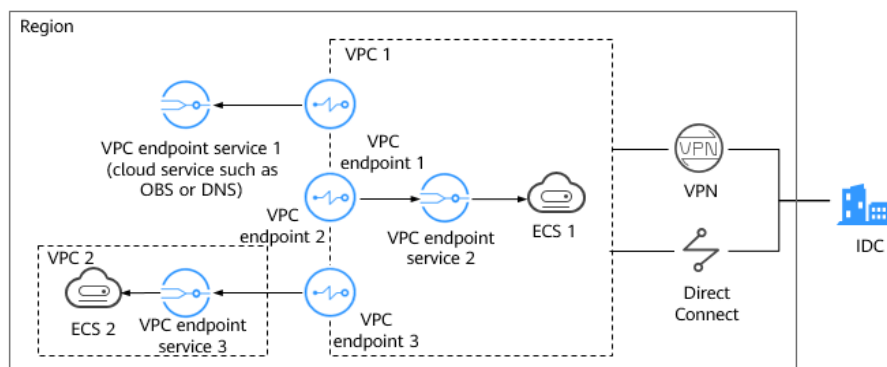 Region
VPC 1
VPC endpoint service 1
(cloud service such as
OBS or DNS)
VPC
endpoint 1
VPN
VPN
VPC
endpoint 2
VPC endpoint
service 2
ECS 1
IDC
VPC 2
ECS 2
VPC endpoint
service 3
VPC
endpoint 3
Direct
Connect